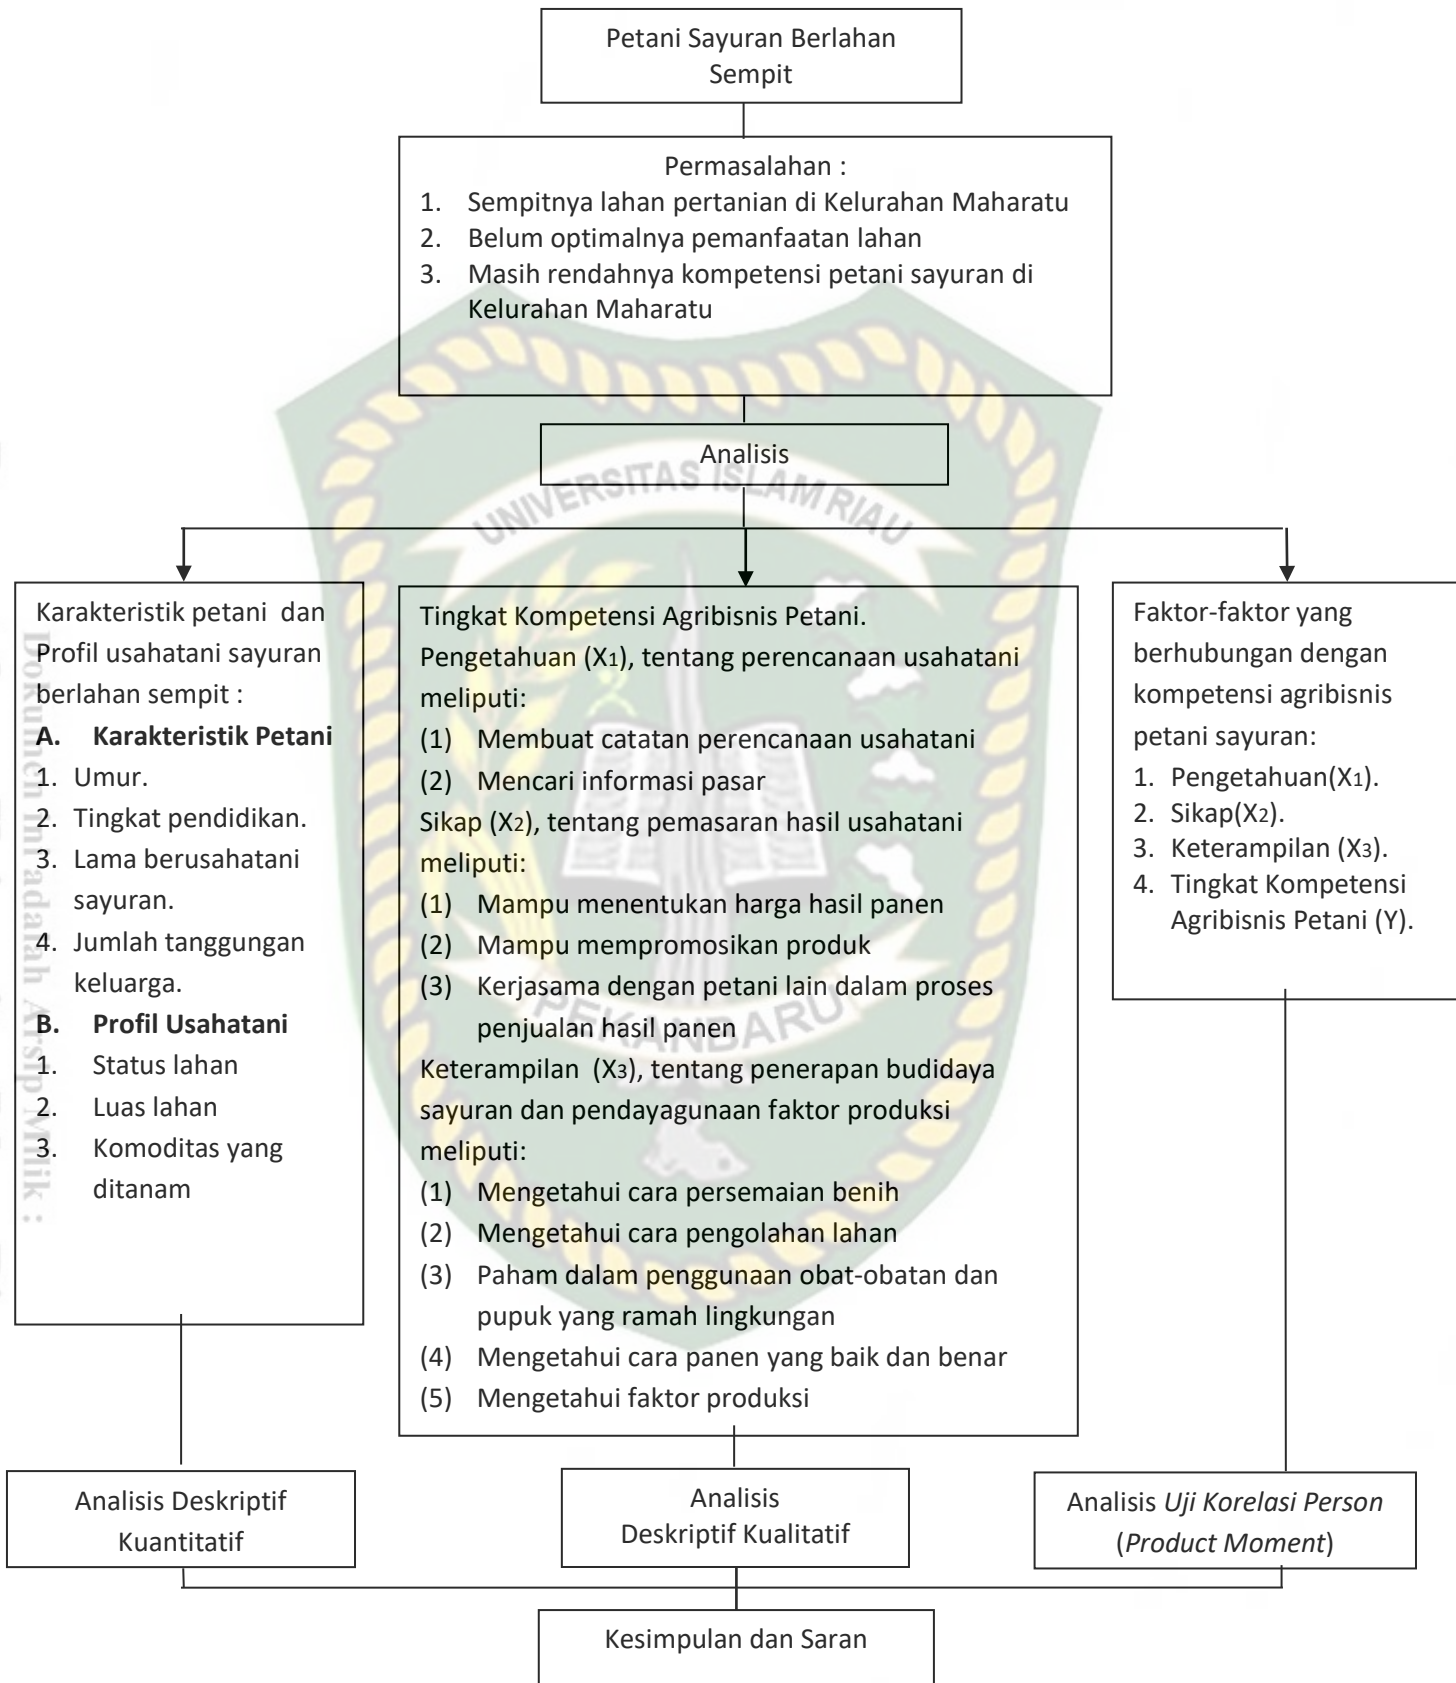 Petani Sayuran Berlahan
Sempit
Permasalahan :
1. Sempitnya lahan pertanian di Kelurahan Maharatu
2. Belum optimalnya pemanfaatan lahan
3. Masih rendahnya kompetensi petani sayuran di
Kelurahan Maharatu
Analisis
UNIVERSITAS ISLAM RIAU
Karakteristik petani dan
Profil usahatani sayuran
berlahan sempit :
A. Karakteristik Petani
1. Umur.
2. Tingkat pendidikan.
3. Lama berusahatani
sayuran.
4. Jumlah tanggungan
keluarga.
B. Profil Usahatani
1. Status lahan
2. Luas lahan
3. Komoditas yang
ditanam
Tingkat Kompetensi Agribisnis Petani.
Pengetahuan (X1), tentang perencanaan usahatani
meliputi:
(1) Membuat catatan perencanaan usahatani
(2) Mencari informasi pasar
Sikap (X2), tentang pemasaran hasil usahatani
meliputi:
(1) Mampu menentukan harga hasil panen
(2) Mampu mempromosikan produk
(3) Kerjasama dengan petani lain dalam proses
penjualan hasil panen
Keterampilan (X3), tentang penerapan budidaya
sayuran dan pendayagunaan faktor produksi
meliputi:
(1) Mengetahui cara persemaian benih
(2) Mengetahui cara pengolahan lahan
(3) Paham dalam penggunaan obat-obatan dan
pupuk yang ramah lingkungan
(4) Mengetahui cara panen yang baik dan benar
(5) Mengetahui faktor produksi
PEKANBARU
Faktor-faktor yang
berhubungan dengan
kompetensi agribisnis
petani sayuran:
1. Pengetahuan(X1).
2. Sikap(X2).
3. Keterampilan (X3).
4. Tingkat Kompetensi
Agribisnis Petani (Y).
Dokumen ini adalah Arsip Milik :
Analisis Deskriptif
Kuantitatif
Analisis
Deskriptif Kualitatif
Analisis Uji Korelasi Person
(Product Moment)
Kesimpulan dan Saran